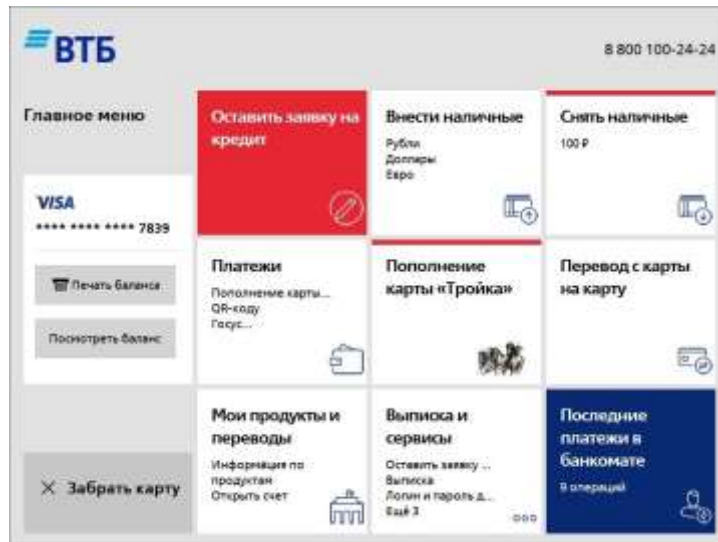 ВТБ
8 800 100-24-24
Главное меню
VISA
**** **** **** 7839
Печать баланса
Посмотреть баланс
Забрать карту
Оставить заявку на
кредит
Внести наличные
Рубли
Доллары
Евро
Снять наличные
100 ₽
Платежи
Пополнение карты...
QR-коду
Госус...
Пополнение
карты «Тройка»
Перевод с карты
на карту
Мои продукты и
переводы
Информация по
продуктам
Открыть счет
Выписка и
сервисы
Оставить заявку ...
Выписка
Логин и пароль д...
Ещё 3
Последние
платежи в
банкомате
9 операций